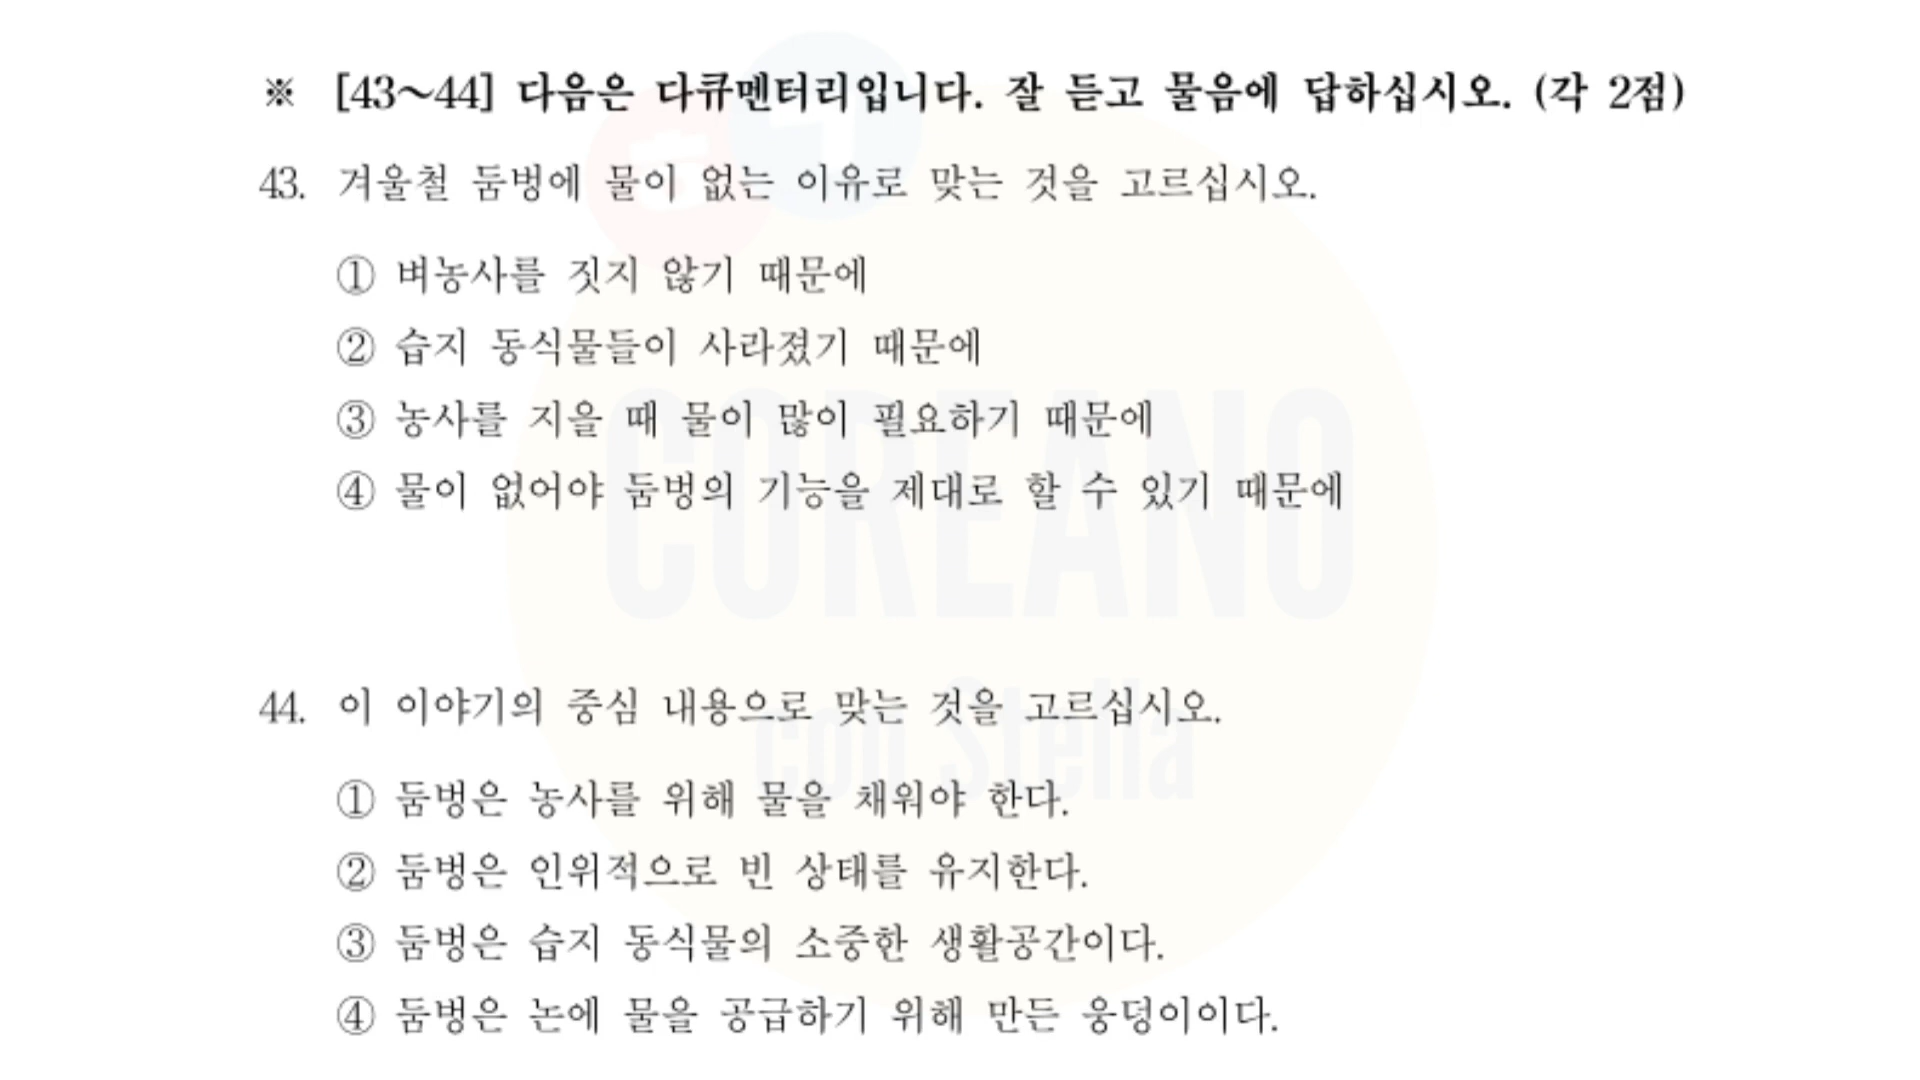 ※ [43～44] 다음은 다큐멘터리입니다. 잘 듣고 물음에 답하십시오. (각 2점)
43. 겨울철 둠벙에 물이 없는 이유로 맞는 것을 고르십시오.
① 벼농사를 짓지 않기 때문에
② 습지 동식물들이 사라졌기 때문에
③ 농사를 지을 때 물이 많이 필요하기 때문에
④ 물이 없어야 둠벙의 기능을 제대로 할 수 있기 때문에
COREANO
44. 이 이야기의 중심 내용으로 맞는 것을 고르십시오.
con Stella
① 둠벙은 농사를 위해 물을 채워야 한다.
② 둠벙은 인위적으로 빈 상태를 유지한다.
③ 둠벙은 습지 동식물의 소중한 생활공간이다.
④ 둠벙은 논에 물을 공급하기 위해 만든 웅덩이이다.